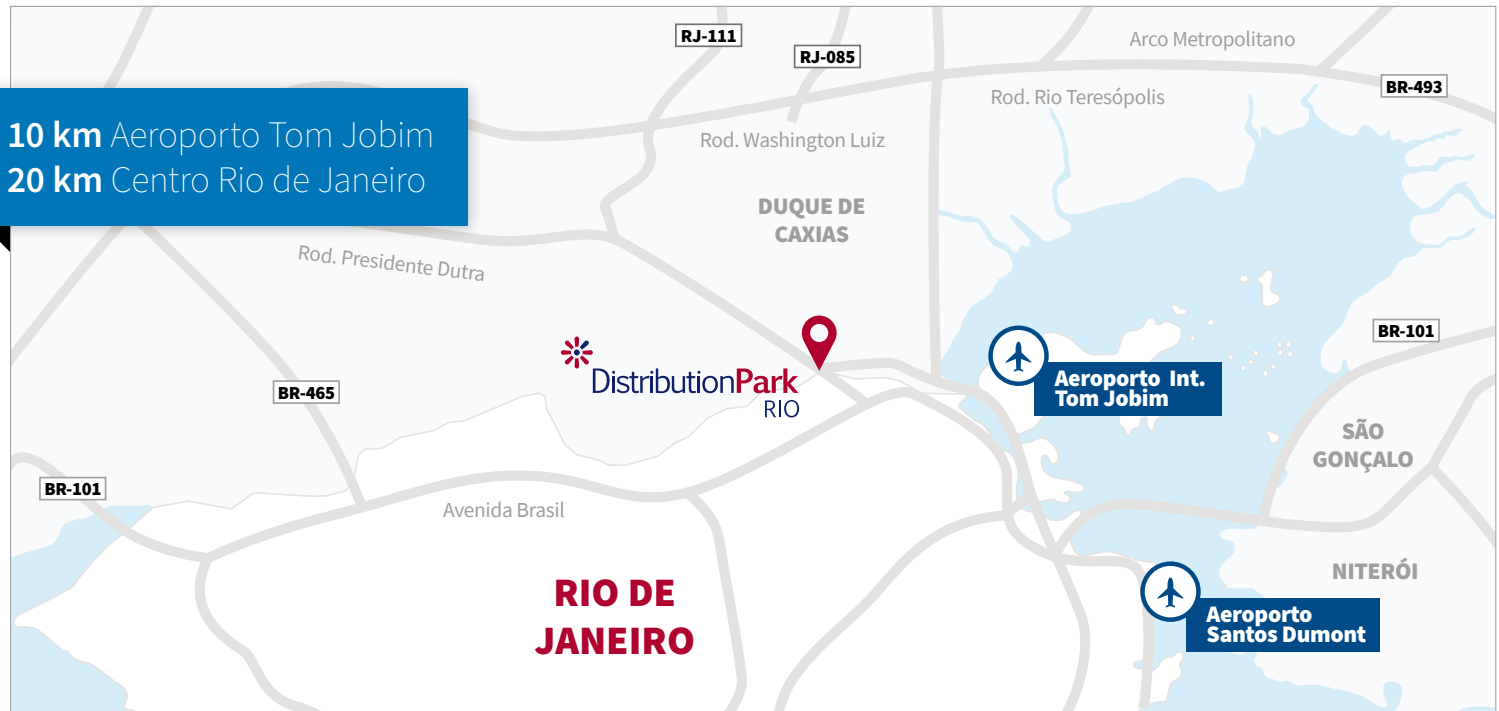 RJ-111
Arco Metropolitano
RJ-085
BR-493
Rod. Rio Teresópolis
10 km Aeroporto Tom Jobim
20 km Centro Rio de Janeiro
Rod. Washington Luiz
DUQUE DE
CAXIAS
Rod. Presidente Dutra
BR-101
DistributionPark
RIO
Aeroporto Int.
Tom Jobim
BR-465
SÃO
GONÇALO
BR-101
Avenida Brasil
NITERÓI
RIO DE
JANEIRO
Aeroporto
Santos Dumont